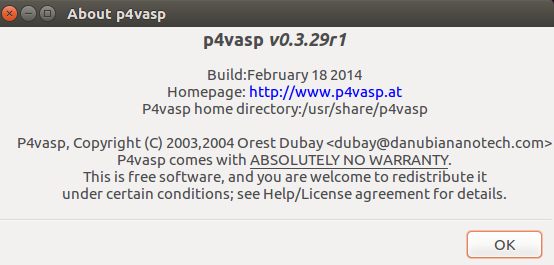 About p4vasp
p4vasp v0.3.29r1
Build:February 18 2014
Homepage: http://www.p4vasp.at
P4vasp home directory:/usr/share/p4vasp
P4vasp, Copyright (C) 2003,2004 Orest Dubay <dubay@danubiananotech.com>
P4vasp comes with ABSOLUTELY NO WARRANTY.
This is free software, and you are welcome to redistribute it
under certain conditions; see Help/License agreement for details.
OK